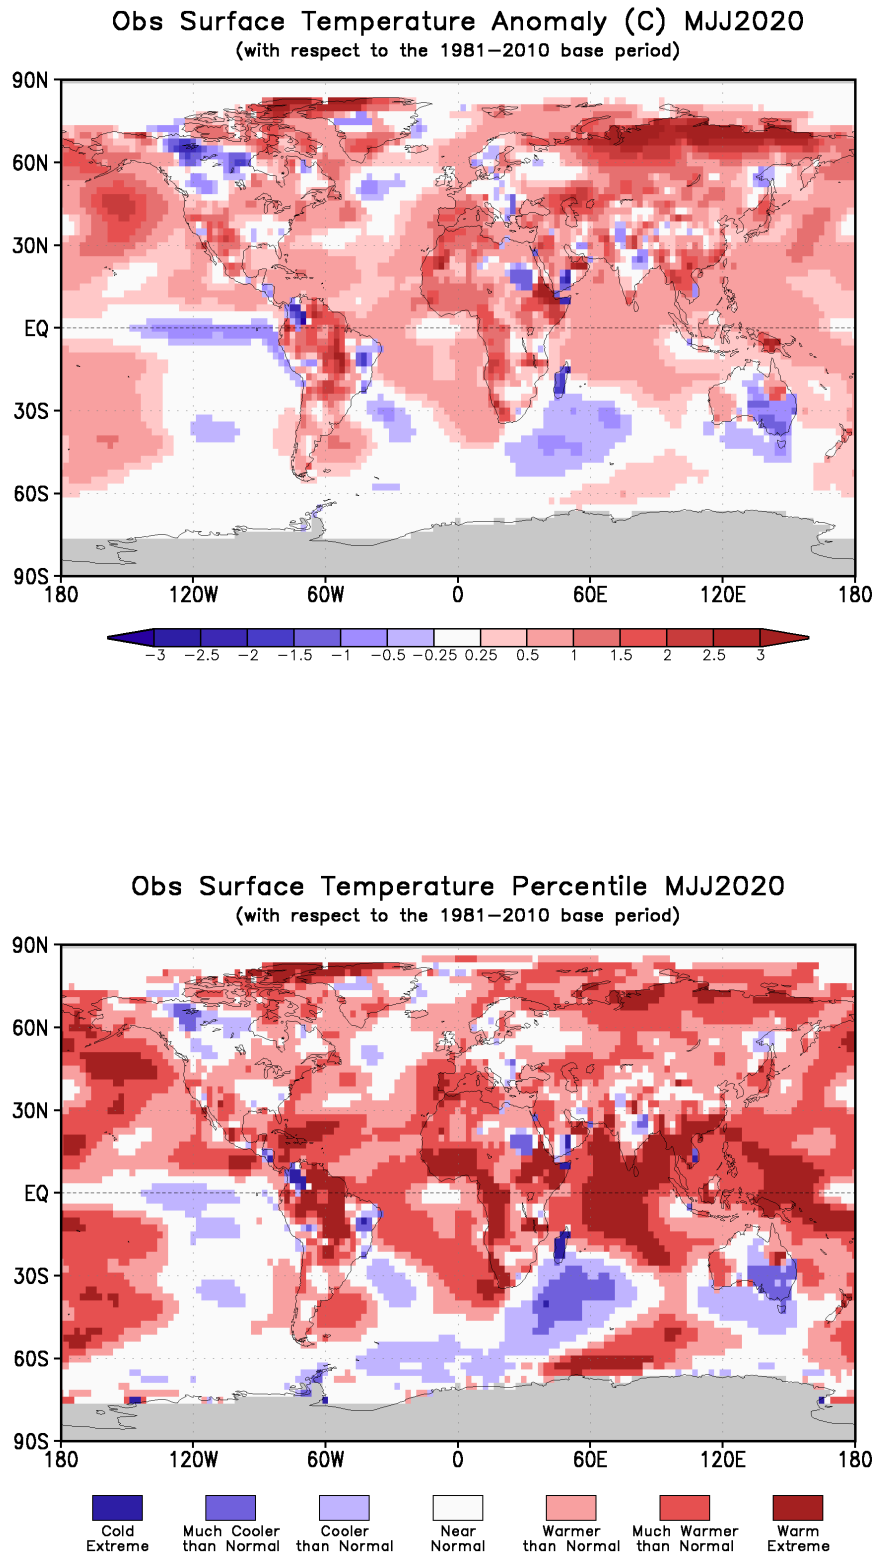 Obs Surface Temperature Anomaly (C) MJJ2020
(with respect to the 1981–2010 base period)
90N
60N
30N
EQ
30S
60S
90S
180 120W 60W 0 60E 120E 180
−3 −2.5 −2 −1.5 −1 −0.5 −0.25 0.25 0.5 1 1.5 2 2.5 3
Obs Surface Temperature Percentile MJJ2020
(with respect to the 1981–2010 base period)
90N
60N
30N
EQ
30S
60S
90S
180 120W 60W 0 60E 120E 180
Cold Much Cooler Cooler Near Warmer Much Warmer Warm
Extreme than Normal than Normal Normal than Normal than Normal Extreme